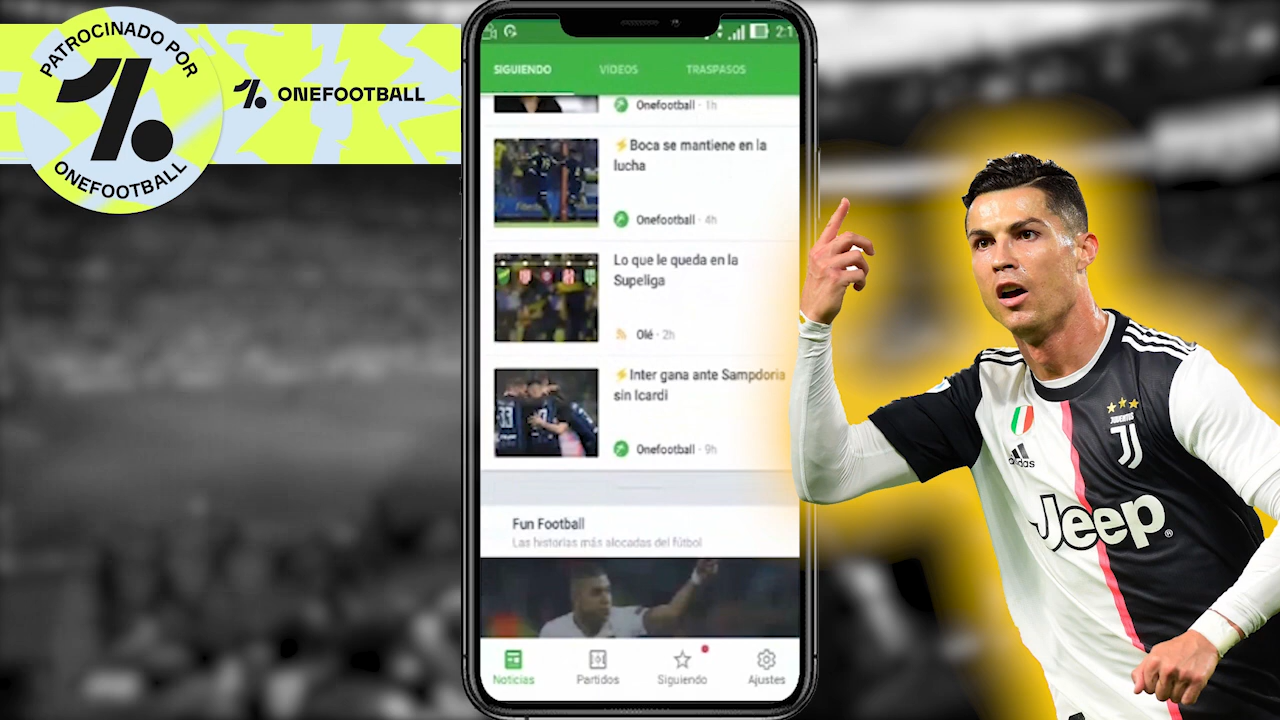 PATROCINADO POR
ONEFOOTBALL
ONEFOOTBALL
SIGUIENDO
VIDEOS
TRASPASOS
Onefootball · 1h
⚡Boca se mantiene en la
lucha
Onefootball · 4h
Lo que le queda en la
Supeliga
Olé · 2h
⚡Inter gana ante Sampdoria
sin Icardi
Onefootball · 9h
Fun Football
Las historias más alocadas del fútbol
Noticias
Partidos
Siguiendo
Ajustes
JUVENTUS
adidas
Jeep®